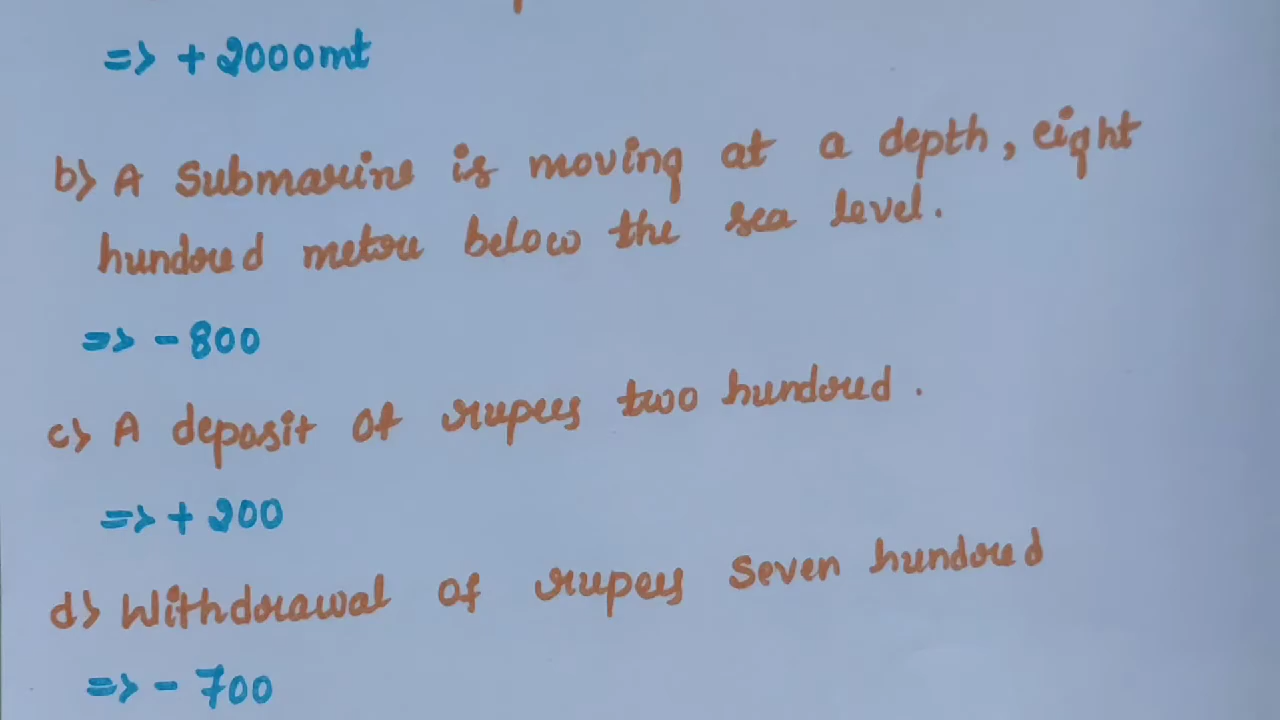 => + 2000mt
b) A Submarine is moving at a depth, eight
hundred metre below the sea level.
=> - 800
c) A deposit of rupees two hundred.
=> + 200
d) Withdrawal of rupees seven hundred
=> - 700